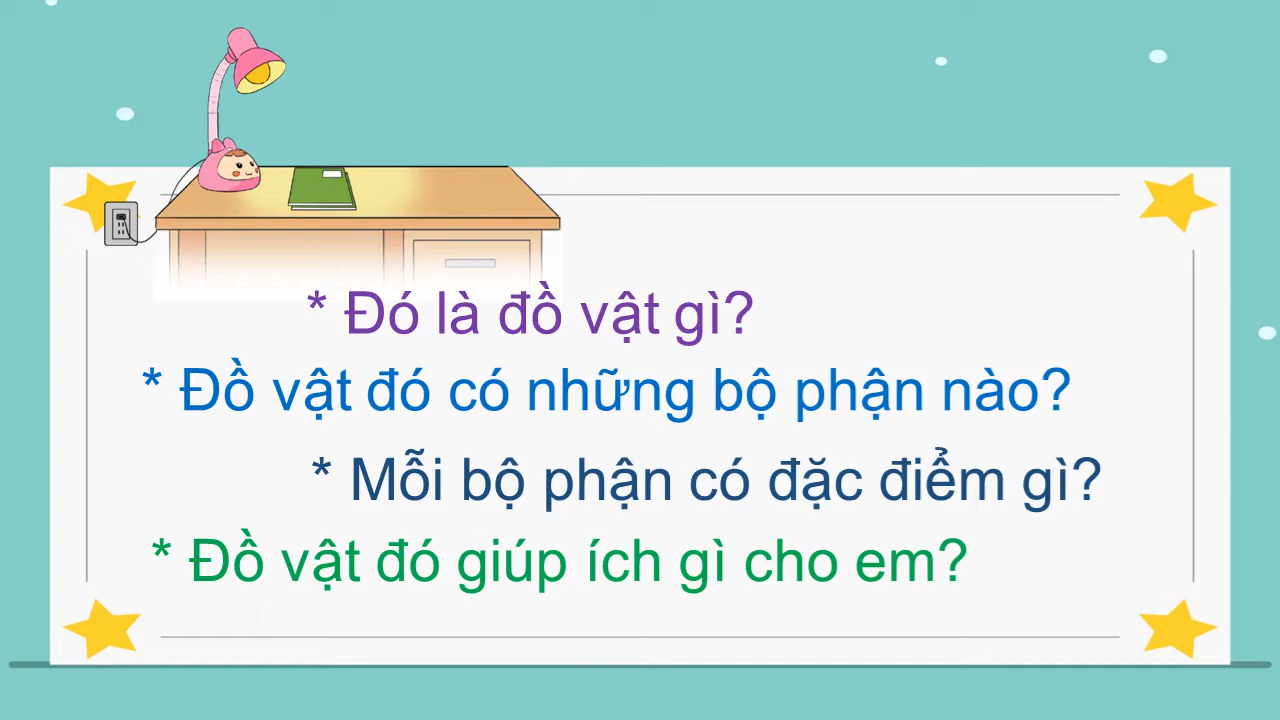 * Đó là đồ vật gì?
* Đồ vật đó có những bộ phận nào?
* Mỗi bộ phận có đặc điểm gì?
* Đồ vật đó giúp ích gì cho em?